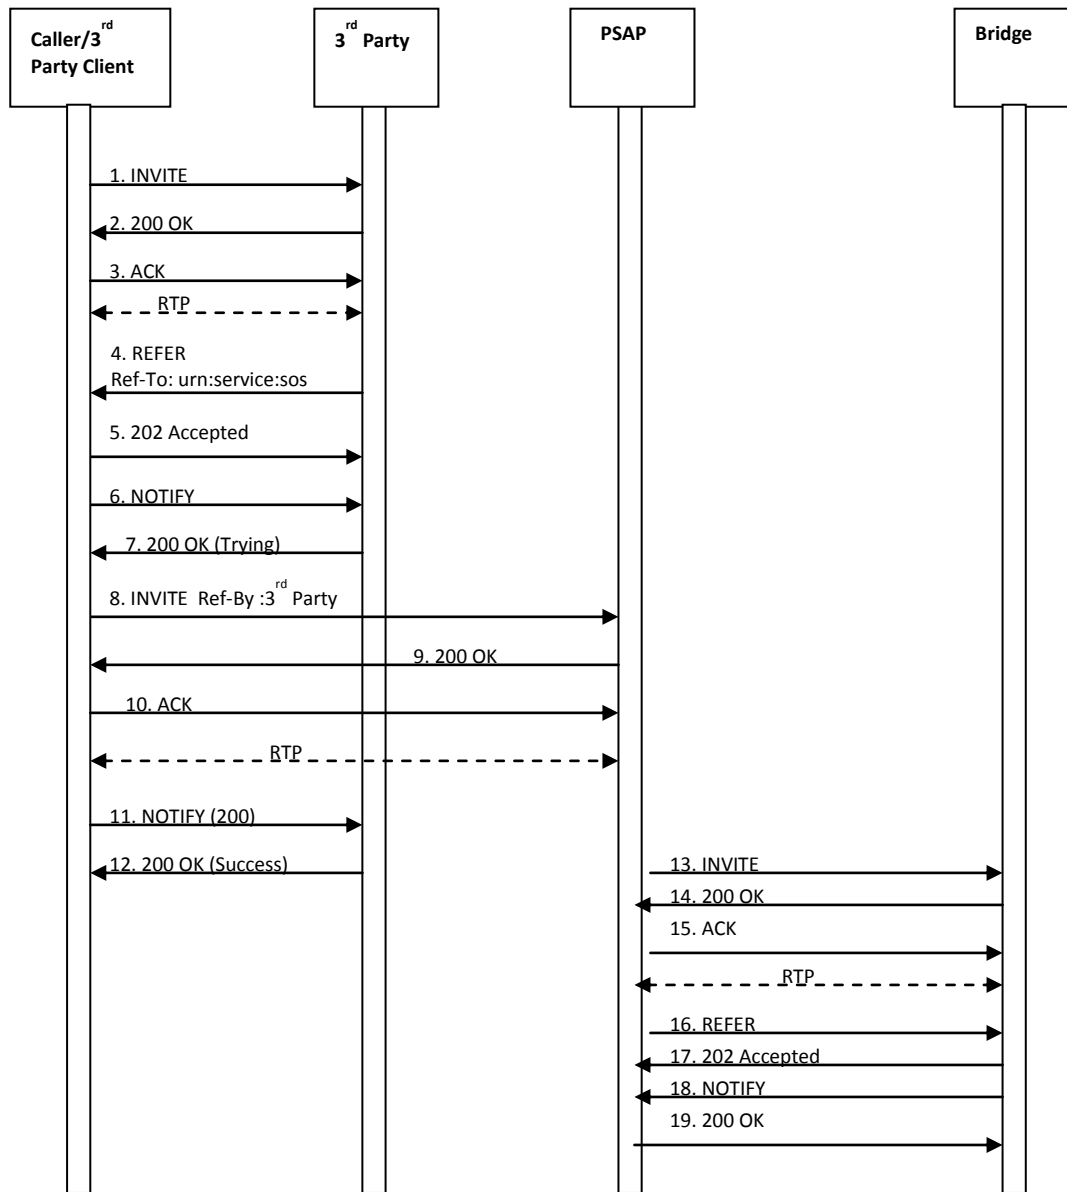 Caller/3rd
Party Client
3rd Party
PSAP
Bridge
1. INVITE
2. 200 OK
3. ACK
RTP
4. REFER
Ref-To: urn:service:sos
5. 202 Accepted
6. NOTIFY
7. 200 OK (Trying)
8. INVITE Ref-By :3rd Party
9. 200 OK
10. ACK
RTP
11. NOTIFY (200)
12. 200 OK (Success)
13. INVITE
14. 200 OK
15. ACK
RTP
16. REFER
17. 202 Accepted
18. NOTIFY
19. 200 OK